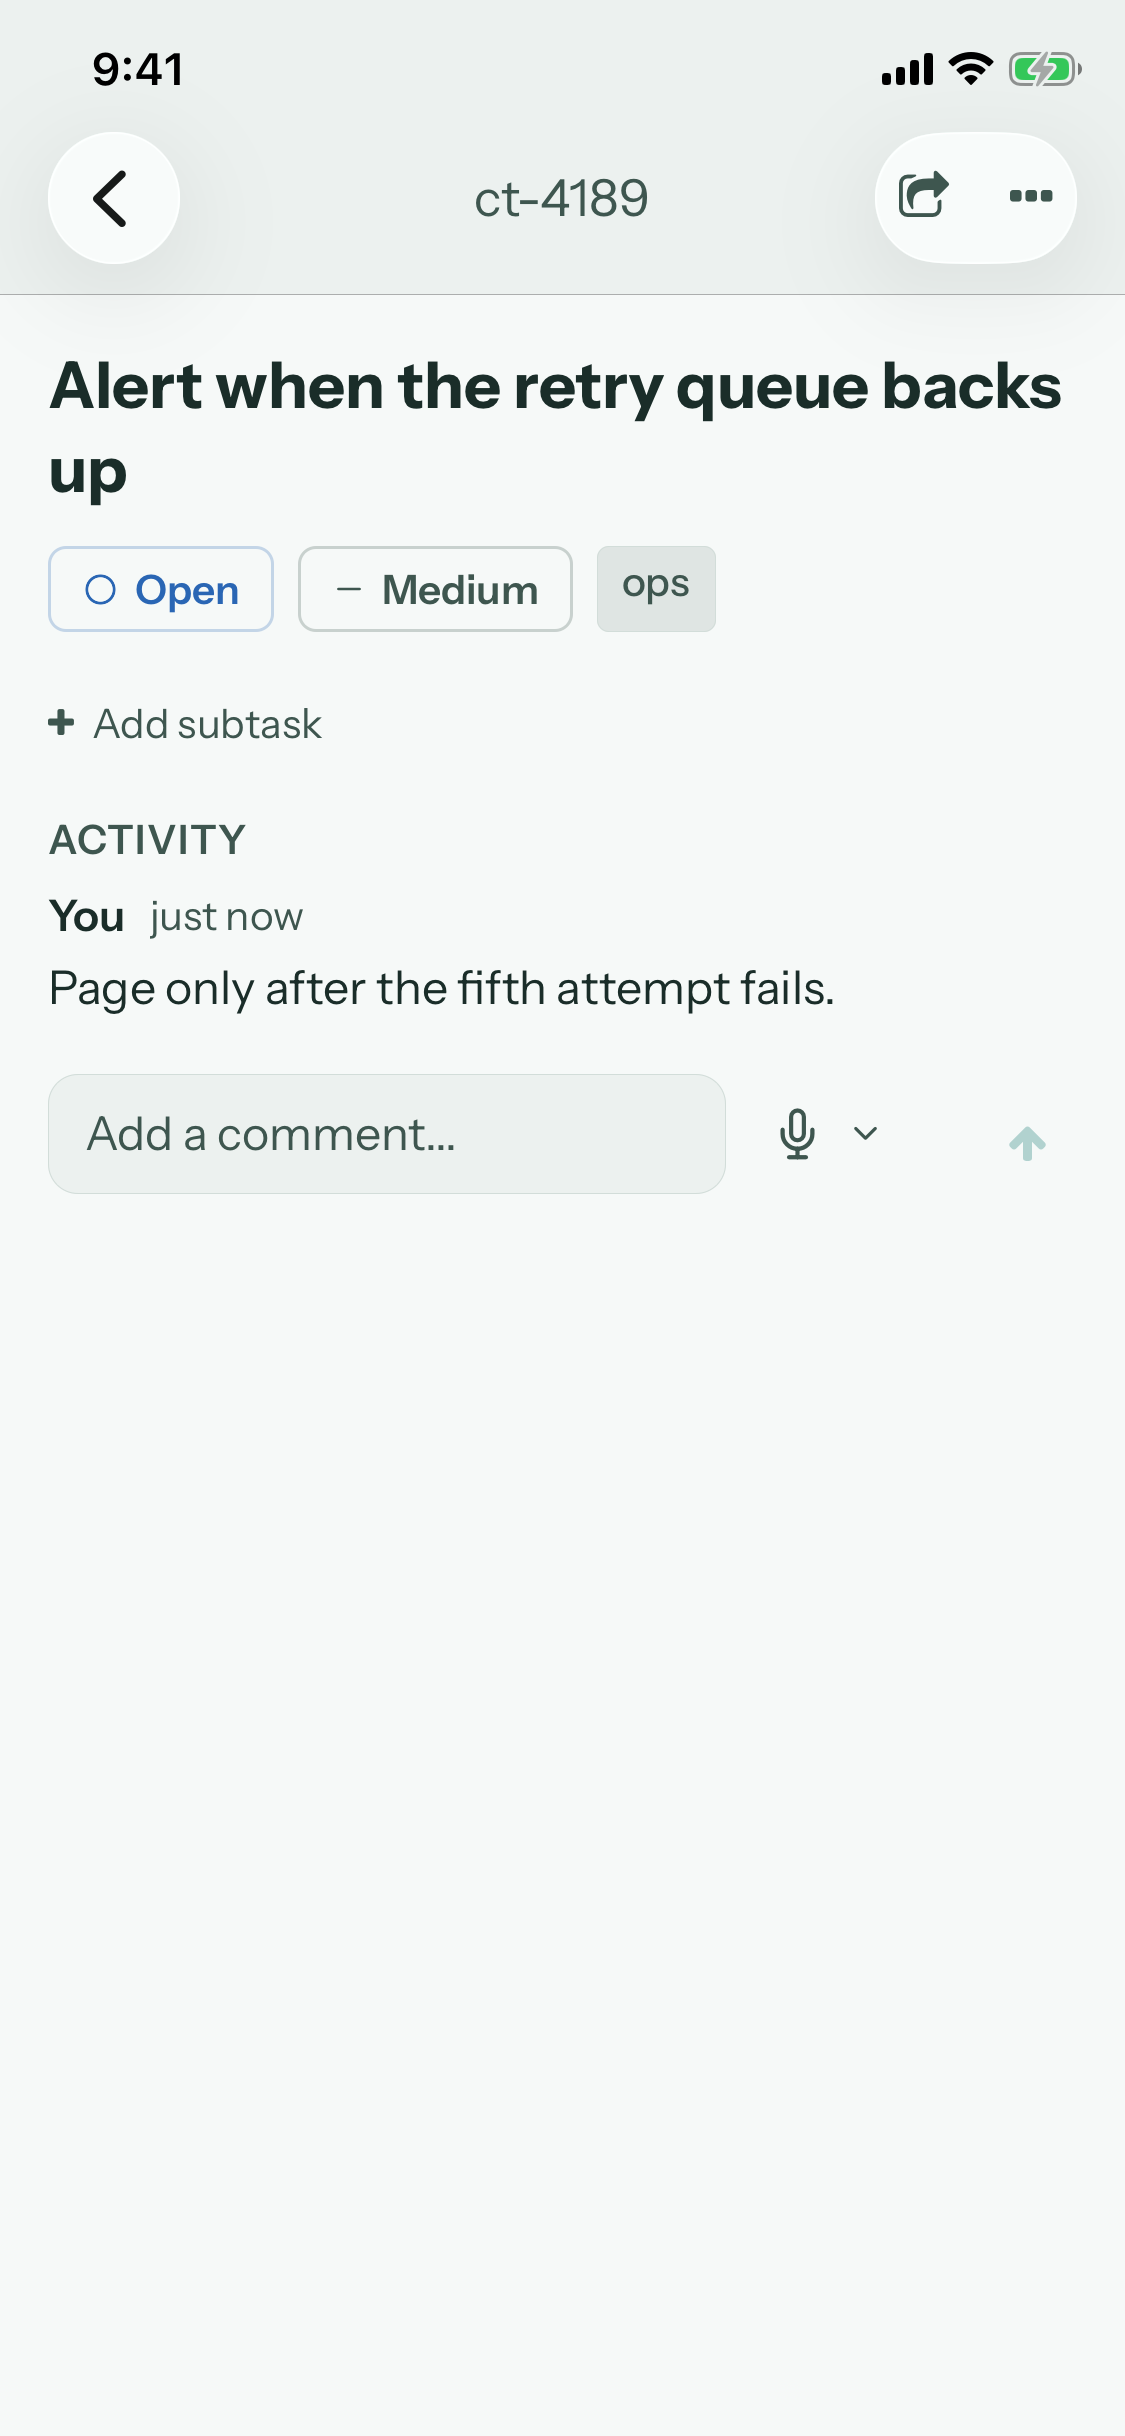 9:41
ct-4189
Alert when the retry queue backs
up
Open
Medium
ops
Add subtask
ACTIVITY
You just now
Page only after the fifth attempt fails.
Add a comment...